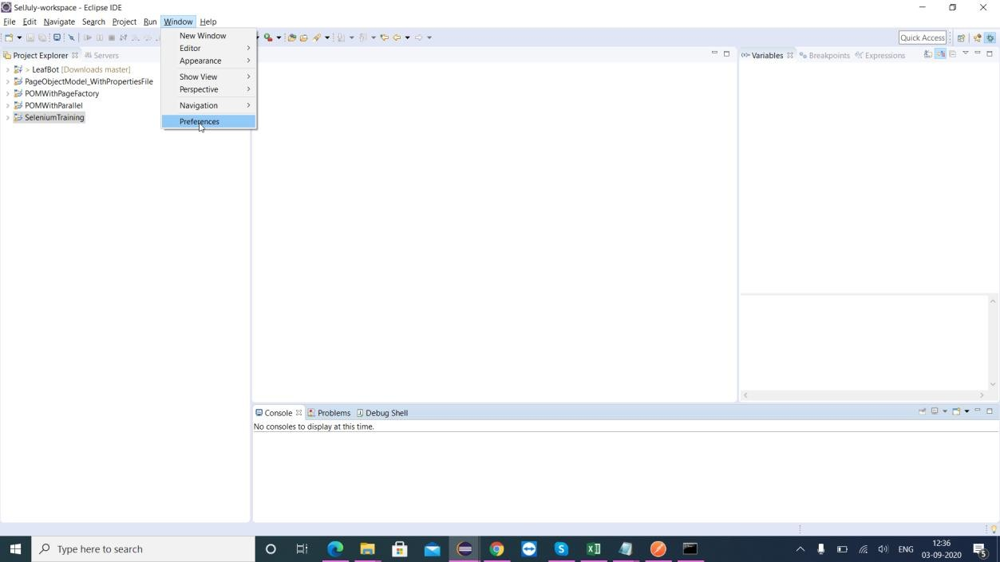 SelJuly-workspace - Eclipse IDE
File Edit Navigate Search Project Run Window Help
Quick Access
New Window
Editor
Appearance
Show View
Perspective
Navigation
Preferences
Project Explorer
Servers
> LeafBot [Downloads master]
PageObjectModel_WithPropertiesFile
POMWithPageFactory
POMWithParallel
SeleniumTraining
(x)= Variables Breakpoints Expressions
Console Problems Debug Shell
No consoles to display at this time.
Type here to search
ENG
12:36
03-09-2020
5